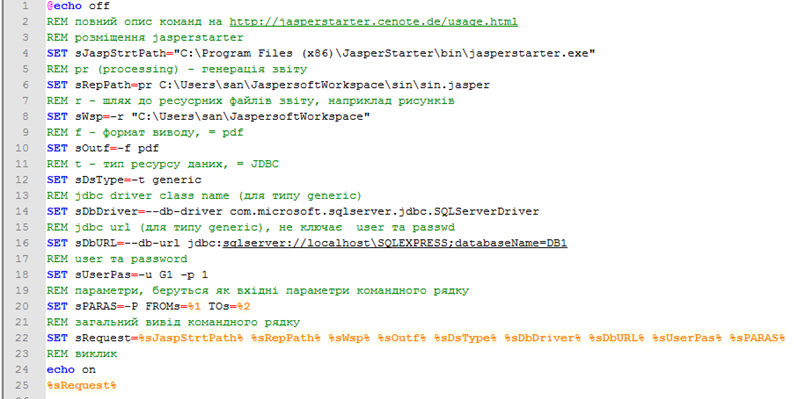 1 @echo off
2 REM повний опис команд на http://jasperstarter.cenote.de/usage.html
3 REM розміщення jasperstarter
4 SET sJaspStrtPath="C:\Program Files (x86)\JasperStarter\bin\jasperstarter.exe"
5 REM pr (processing) – генерація звіту
6 SET sRepPath=pr C:\Users\san\JaspersoftWorkspace\sin\sin.jasper
7 REM r – шлях до ресусрних файлів звіту, наприклад рисунків
8 SET sWsp=-r "C:\Users\san\JaspersoftWorkspace"
9 REM f – формат виводу, = pdf
10 SET sOutf=-f pdf
11 REM t – тип ресурсу даних, = JDBC
12 SET sDsType=-t generic
13 REM jdbc driver class name (для типу generic)
14 SET sDbDriver=--db-driver com.microsoft.sqlserver.jdbc.SQLServerDriver
15 REM jdbc url (для типу generic), не ключає  user та passwd
16 SET sDbURL=--db-url jdbc:sqlserver://localhost\SQLEXPRESS;databaseName=DB1
17 REM user та password
18 SET sUserPas=-u G1 -p 1
19 REM параметри, беруться як вхідні параметри командного рядку
20 SET sPARAS=-P FROMs=%1 TOs=%2
21 REM загальний вивід командного рядку
22 SET sRequest=%sJaspStrtPath% %sRepPath% %sWsp% %sOutf% %sDsType% %sDbDriver% %sDbURL% %sUserPas% %sPARAS%
23 REM виклик
24 echo on
25 %sRequest%